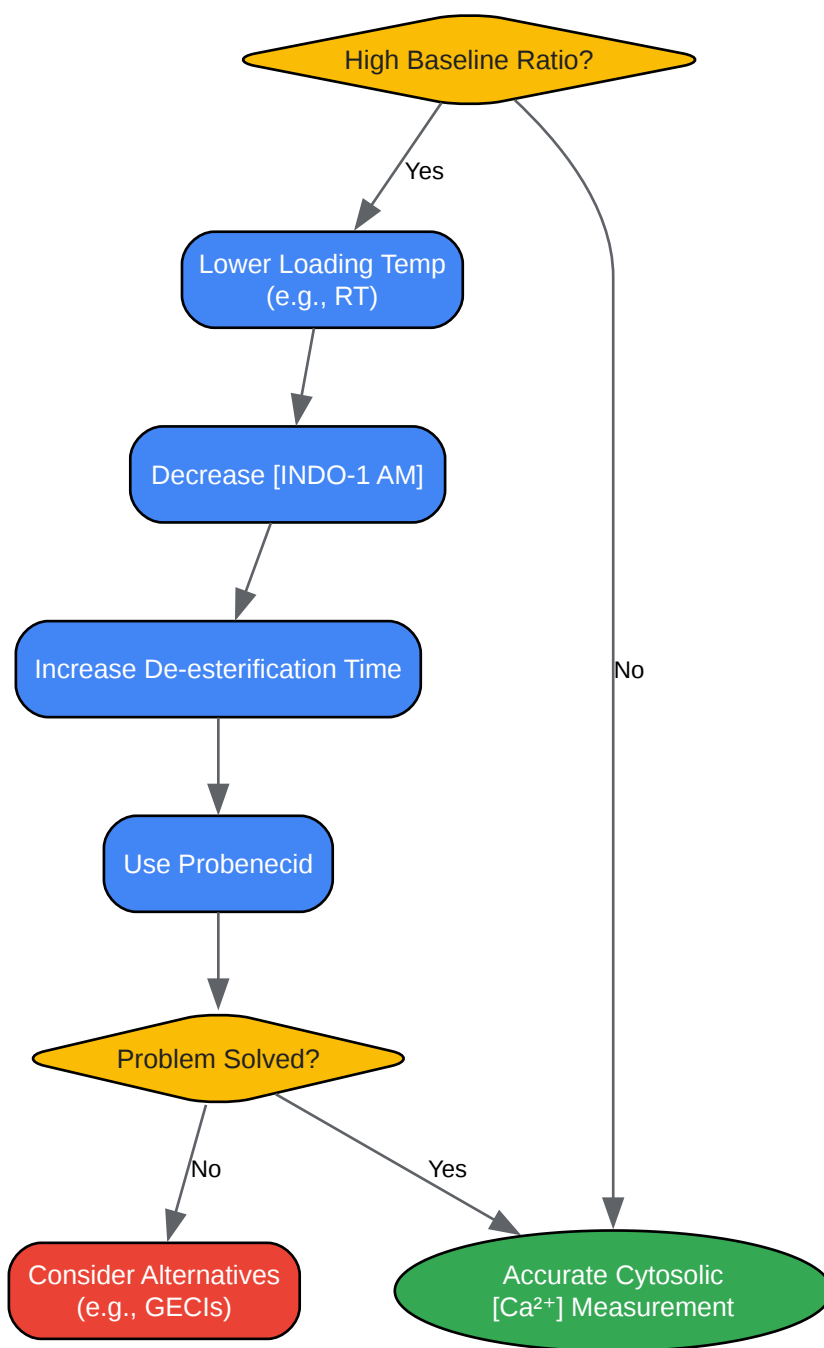 High Baseline Ratio?
Yes
Lower Loading Temp
(e.g., RT)
Decrease [INDO-1 AM]
Increase De-esterification Time
No
Use Probenecid
Problem Solved?
No
Yes
Consider Alternatives
(e.g., GECIs)
Accurate Cytosolic
[Ca²⁺] Measurement